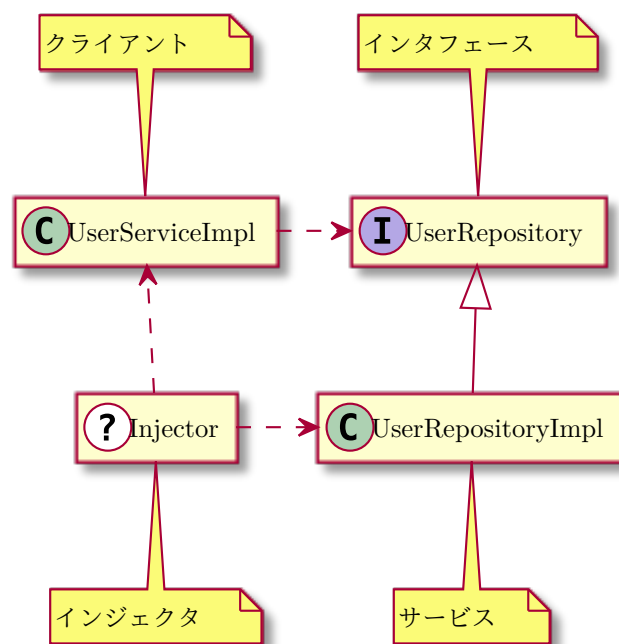 クライアント
インタフェース
C UserServiceImpl
I UserRepository
? Injector
C UserRepositoryImpl
インジェクタ
サービス